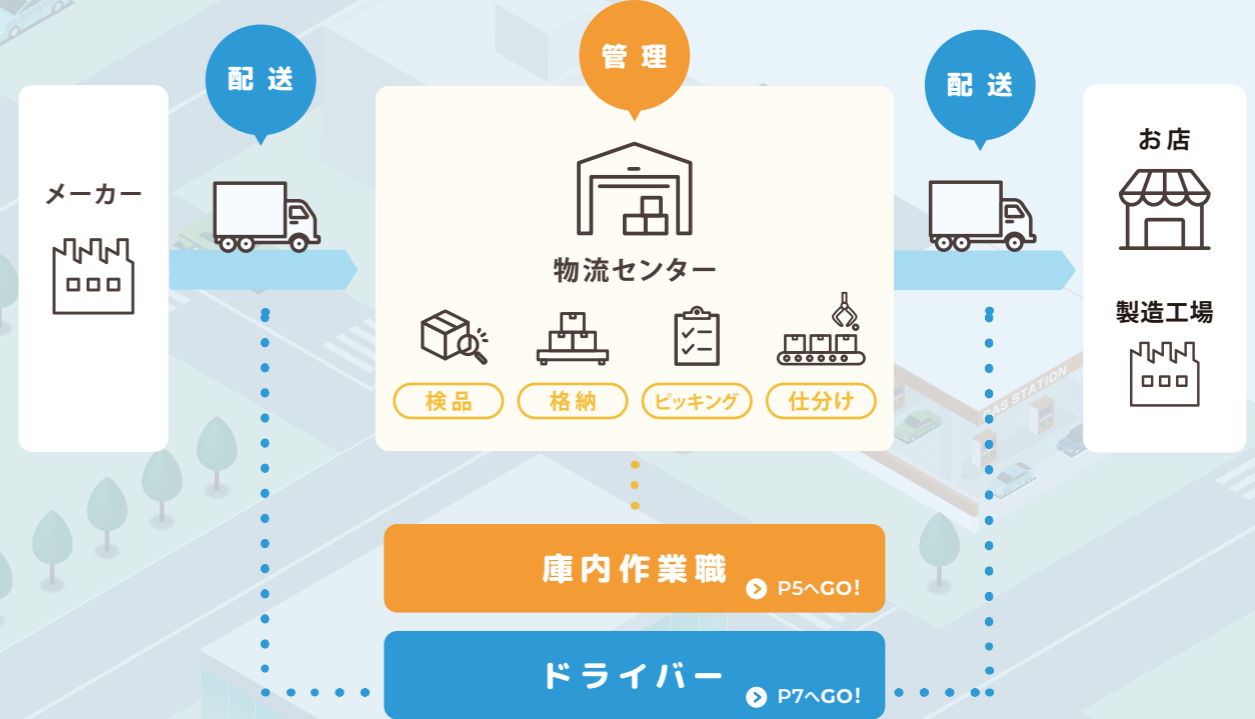 管理
配送
配送
メーカー
物流センター
検品
格納
ピッキング
仕分け
お店
製造工場
GAS STATION
庫内作業職
P5へGO!
ドライバー
P7へGO!